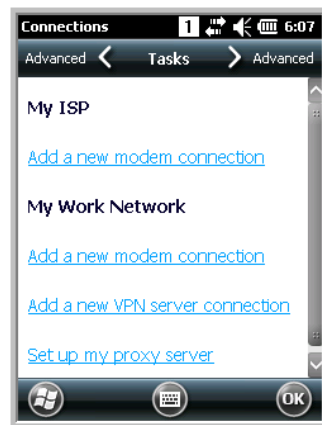 Connections 1 6:07
Advanced Tasks Advanced
My ISP
Add a new modem connection
My Work Network
Add a new modem connection
Add a new VPN server connection
Set up my proxy server
OK